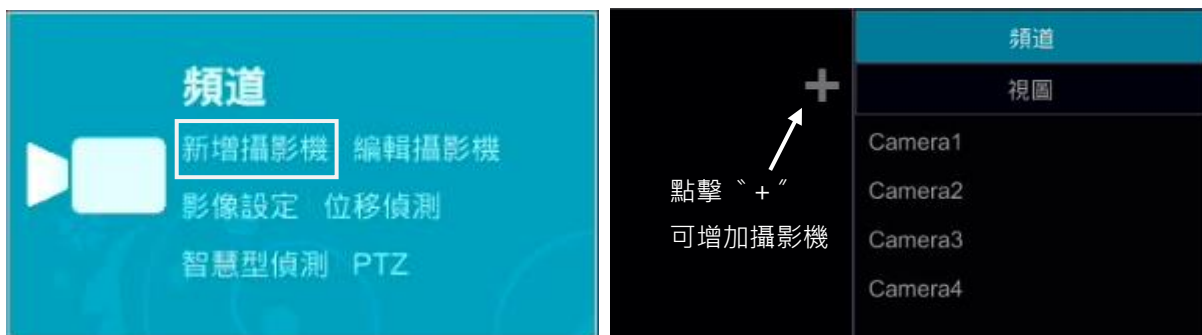 頻道
新增攝影機 編輯攝影機
影像設定 位移偵測
智慧型偵測 PTZ
頻道
視圖
Camera1
Camera2
Camera3
Camera4
點擊〝+〞
可增加攝影機